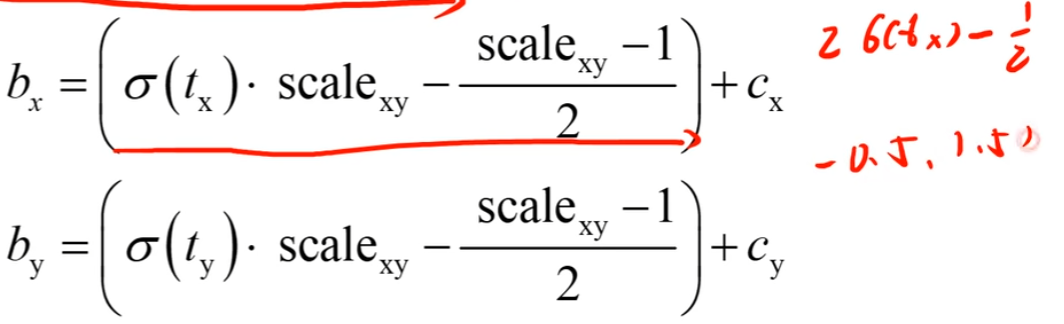 b_x = ( σ(t_x) · scale_xy − (scale_xy − 1)/2 ) + c_x
2 σ(t_x) − 1/2
−0.5, 1.5)
b_y = ( σ(t_y) · scale_xy − (scale_xy − 1)/2 ) + c_y